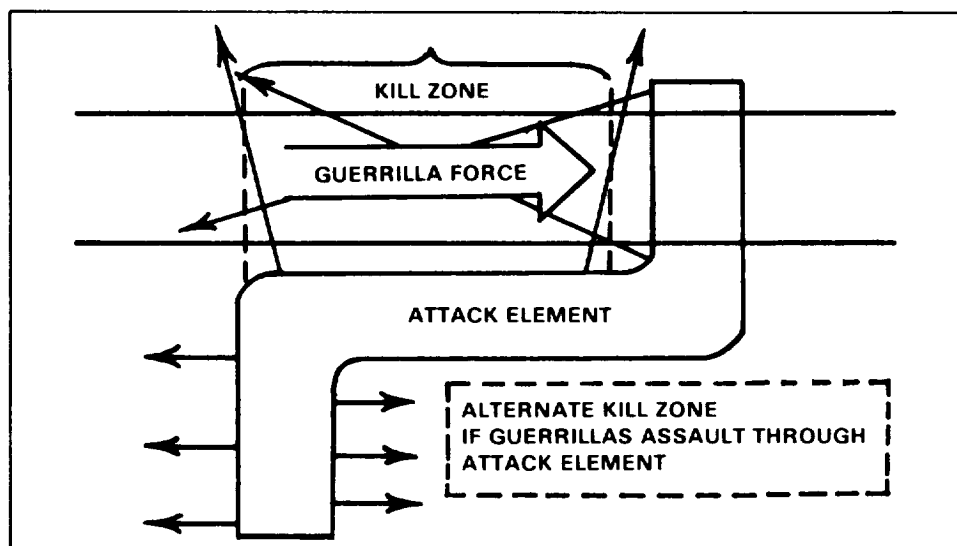 KILL ZONE
GUERRILLA FORCE
ATTACK ELEMENT
ALTERNATE KILL ZONE
IF GUERRILLAS ASSAULT THROUGH
ATTACK ELEMENT